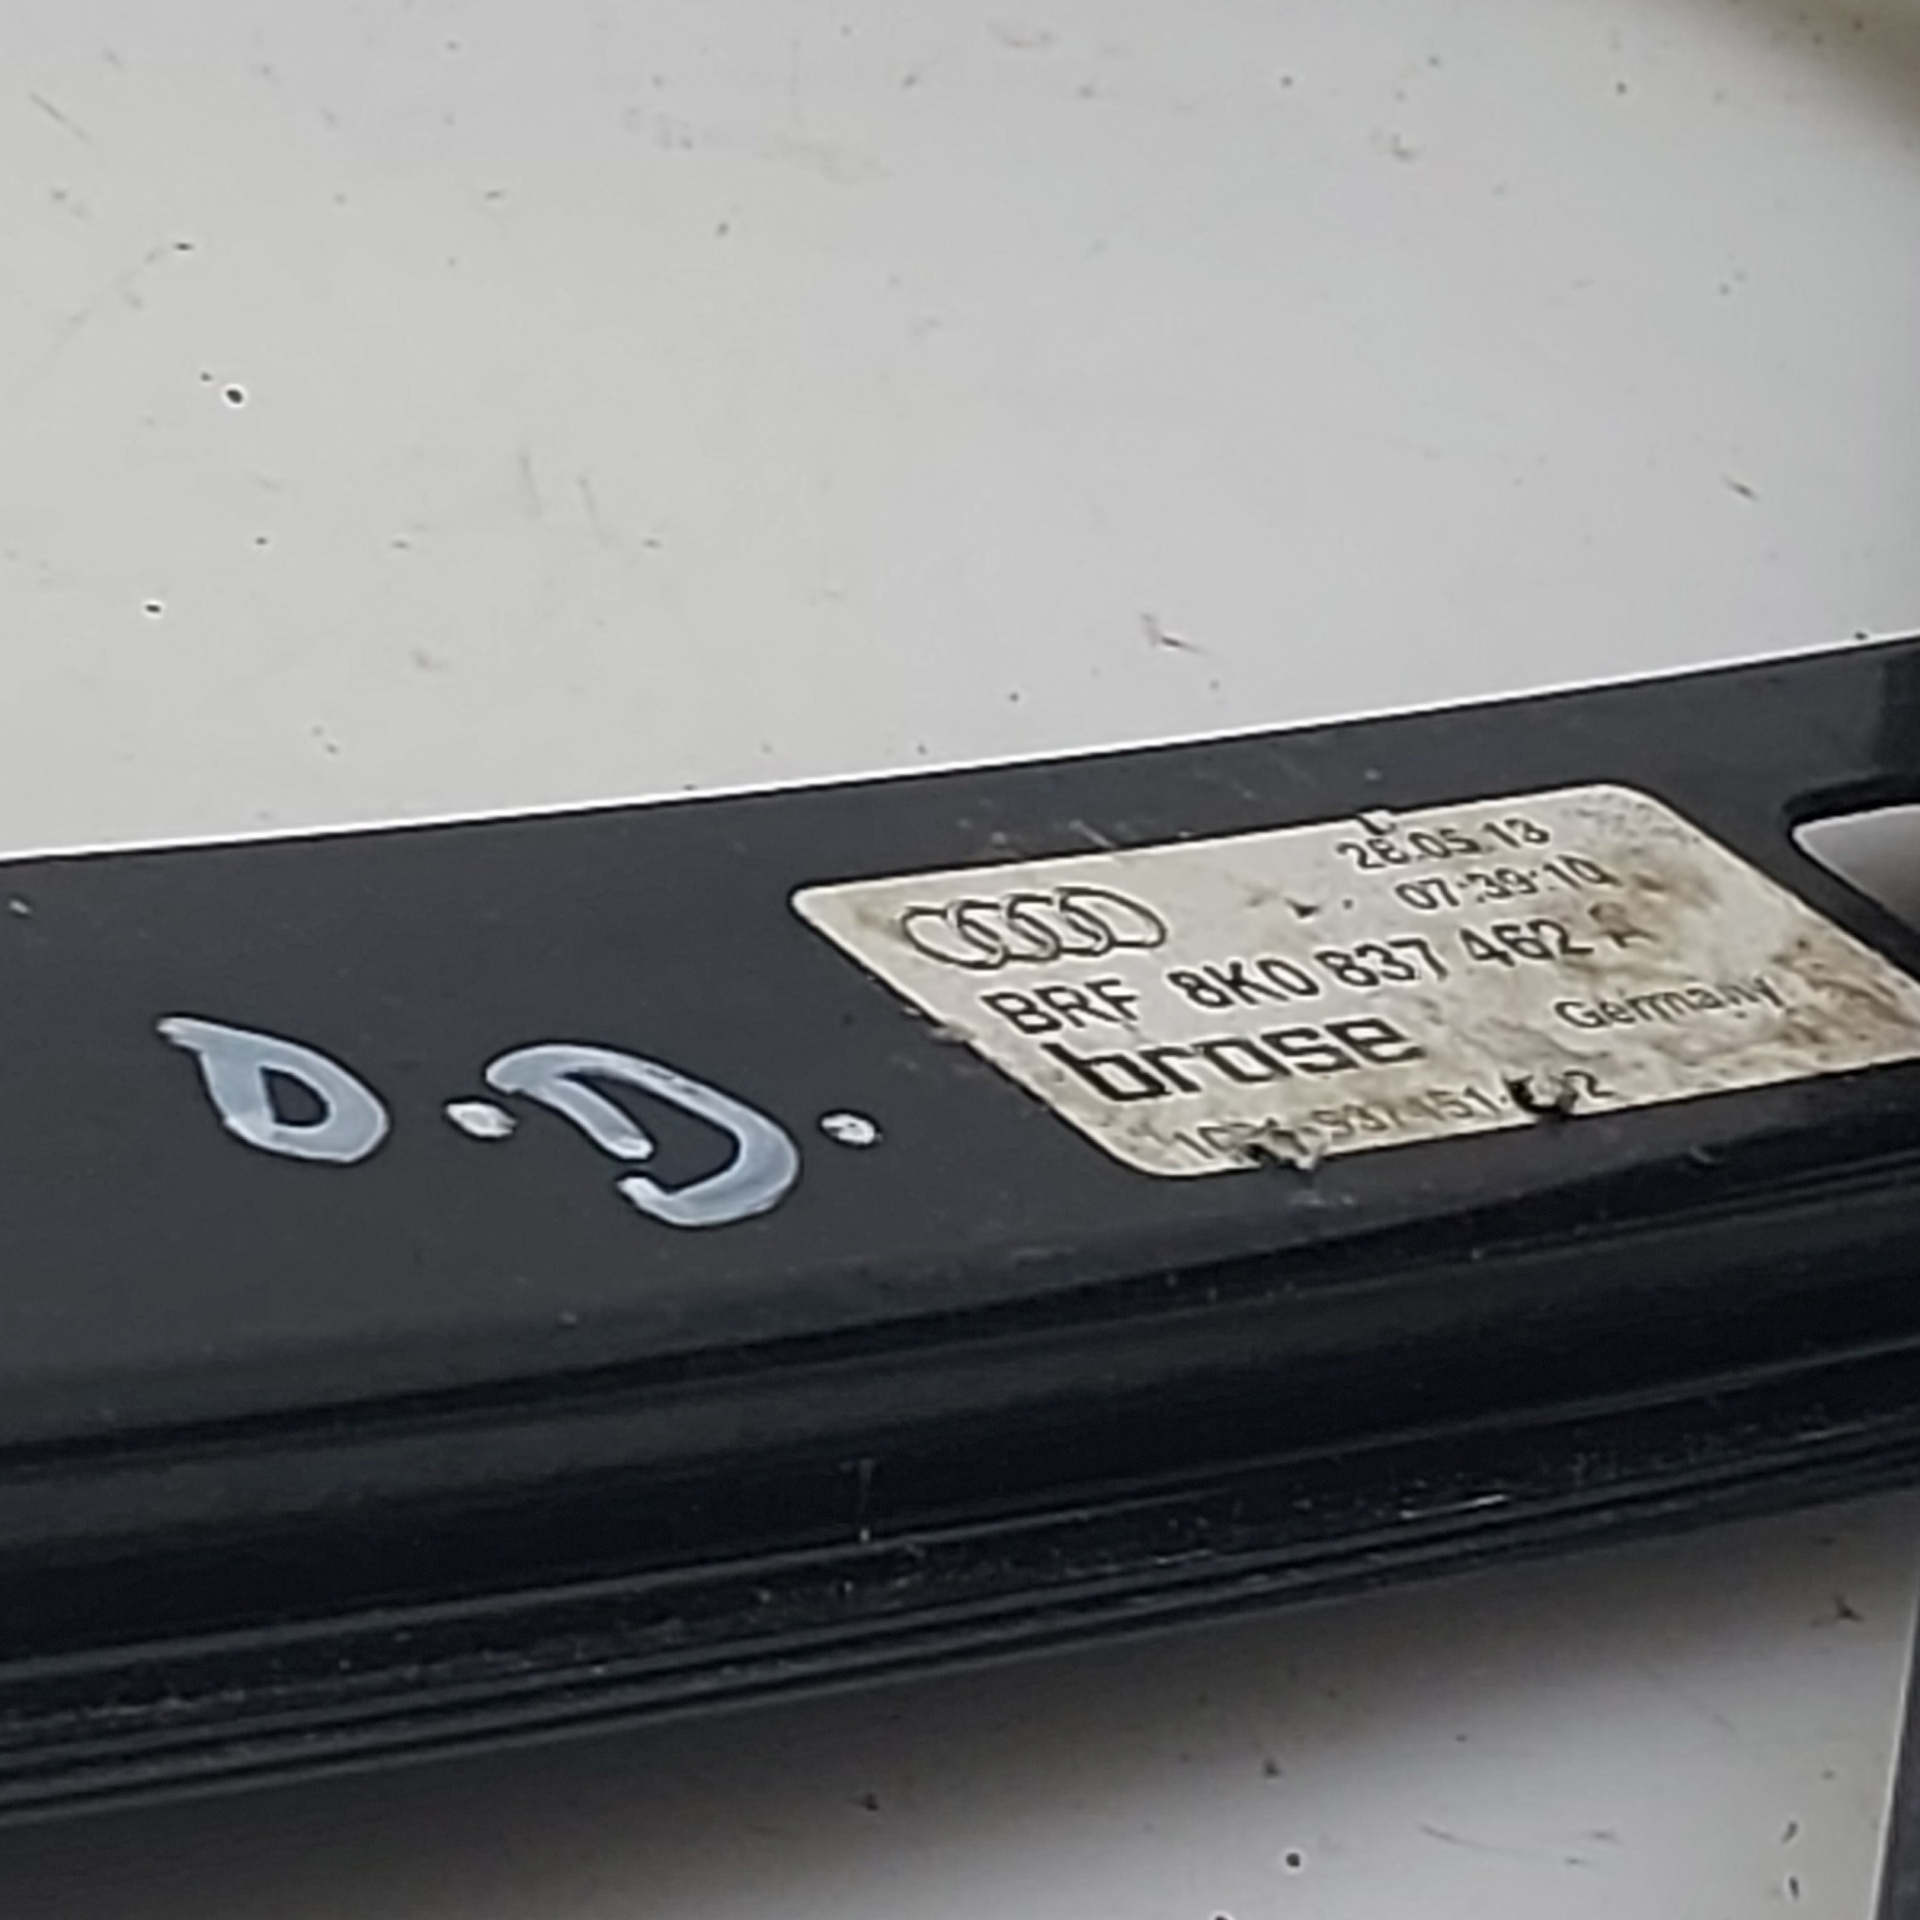 D.D.
28.05.13
07:39:10
BRF 8K0 837 462 A
brose
Germany